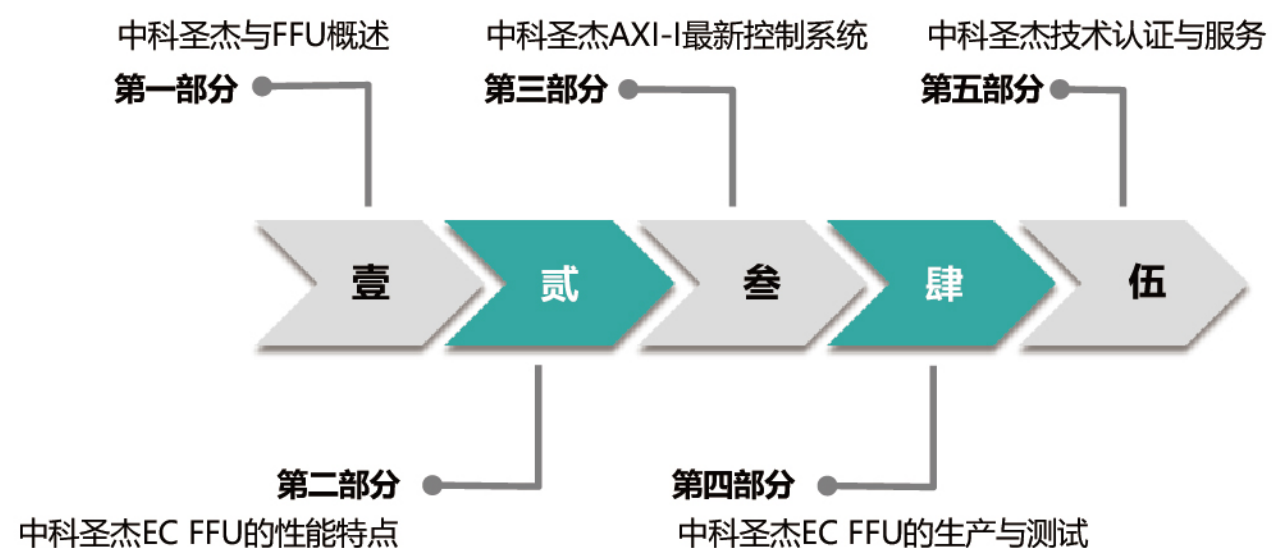 中科圣杰与FFU概述
第一部分
中科圣杰AXI-I最新控制系统
第三部分
中科圣杰技术认证与服务
第五部分
壹
贰
叁
肆
伍
第二部分
中科圣杰EC FFU的性能特点
第四部分
中科圣杰EC FFU的生产与测试